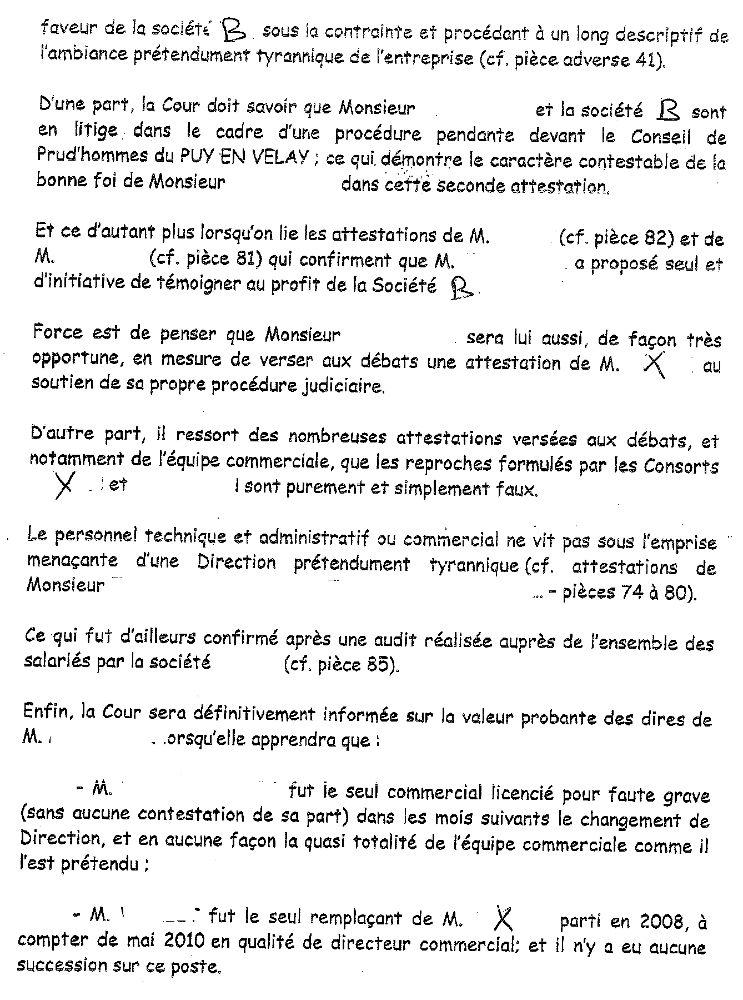 faveur de la société B sous la contrainte et procédant à un long descriptif de
l'ambiance prétendument tyrannique de l'entreprise (cf. pièce adverse 41).
D'une part, la Cour doit savoir que Monsieur et la société B sont
en litige dans le cadre d'une procédure pendante devant le Conseil de
Prud'hommes du PUY EN VELAY ; ce qui démontre le caractère contestable de la
bonne foi de Monsieur dans cette seconde attestation.
Et ce d'autant plus lorsqu'on lie les attestations de M. (cf. pièce 82) et de
M. (cf. pièce 81) qui confirment que M. a proposé seul et
d'initiative de témoigner au profit de la Société B.
Force est de penser que Monsieur sera lui aussi, de façon très
opportune, en mesure de verser aux débats une attestation de M. X au
soutien de sa propre procédure judiciaire.
D'autre part, il ressort des nombreuses attestations versées aux débats, et
notamment de l'équipe commerciale, que les reproches formulés par les Consorts
X et sont purement et simplement faux.
Le personnel technique et administratif ou commercial ne vit pas sous l'emprise
menaçante d'une Direction prétendument tyrannique (cf. attestations de
Monsieur ... - pièces 74 à 80).
Ce qui fut d'ailleurs confirmé après une audit réalisée auprès de l'ensemble des
salariés par la société (cf. pièce 85).
Enfin, la Cour sera définitivement informée sur la valeur probante des dires de
M. orsqu'elle apprendra que :
- M. fut le seul commercial licencié pour faute grave
(sans aucune contestation de sa part) dans les mois suivants le changement de
Direction, et en aucune façon la quasi totalité de l'équipe commerciale comme il
l'est prétendu ;
- M. fut le seul remplaçant de M. X parti en 2008, à
compter de mai 2010 en qualité de directeur commercial; et il n'y a eu aucune
succession sur ce poste.